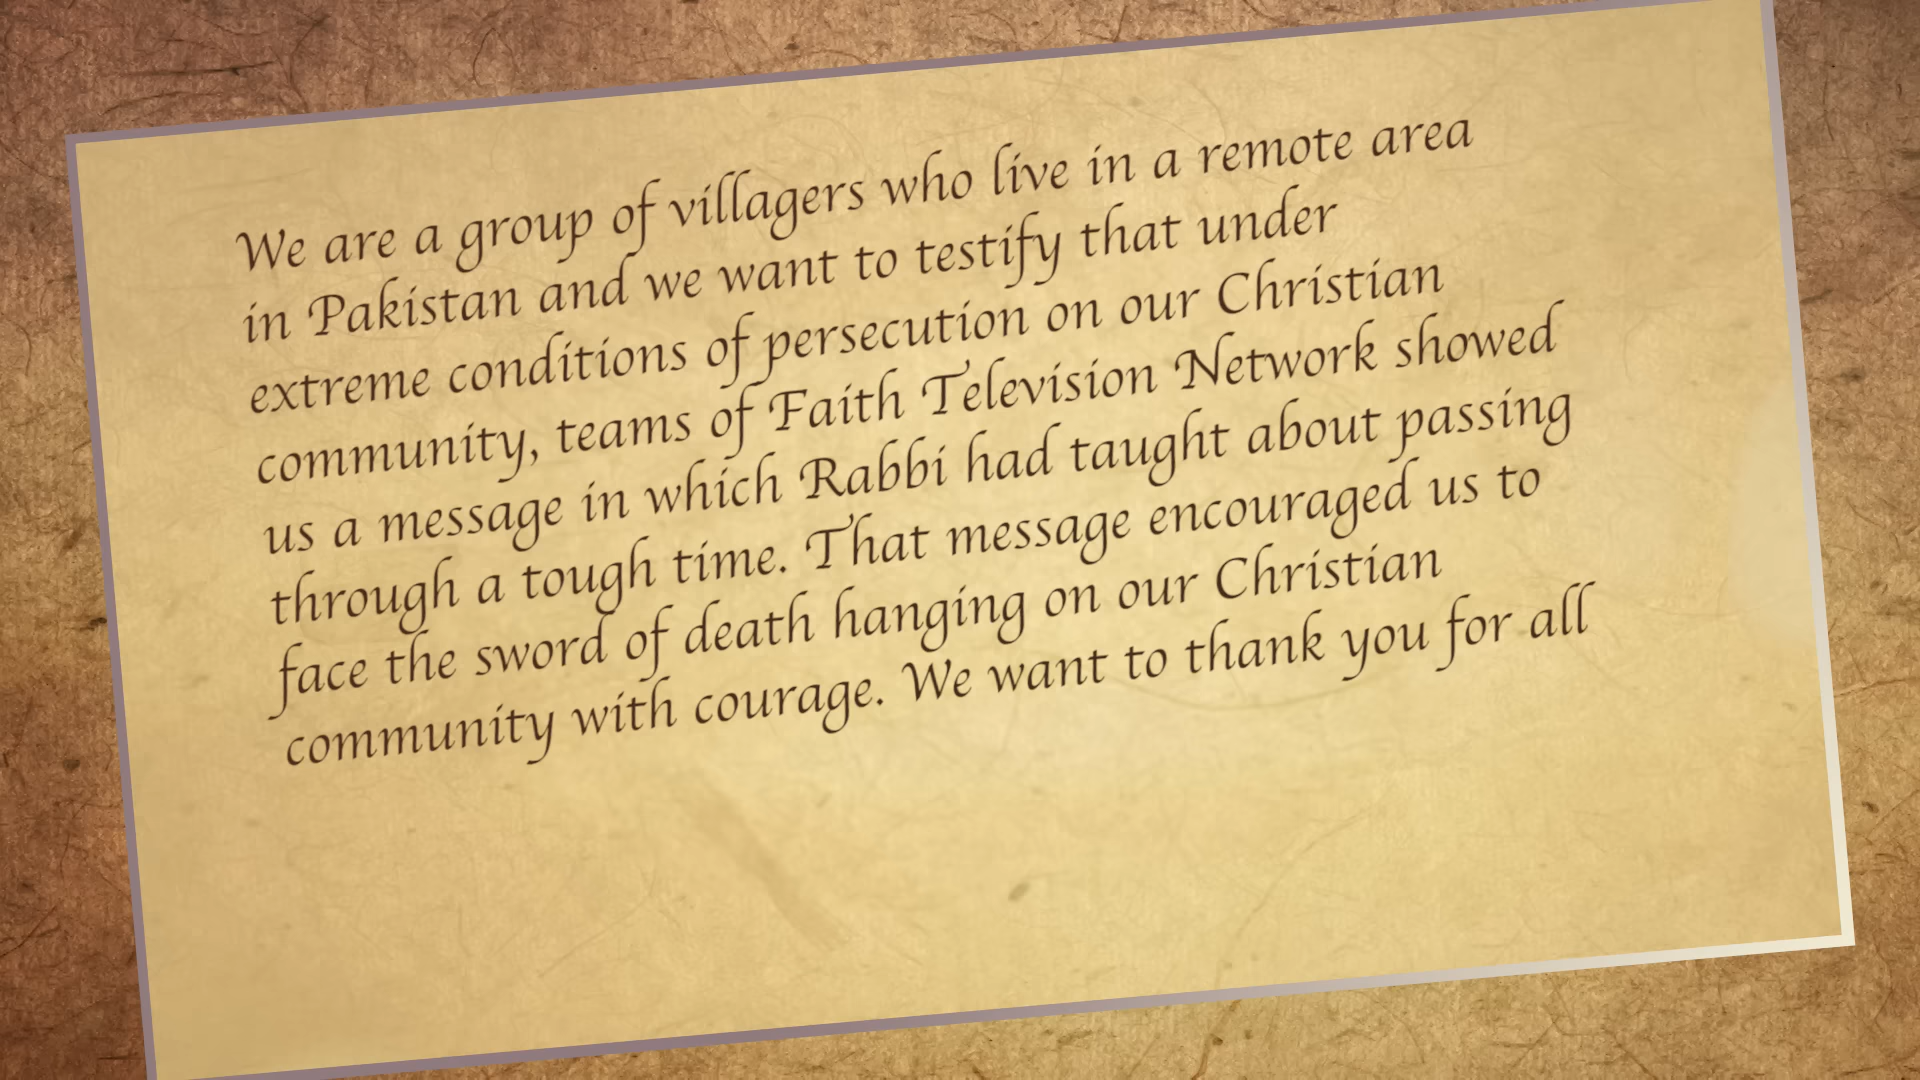 We are a group of villagers who live in a remote area
in Pakistan and we want to testify that under
extreme conditions of persecution on our Christian
community, teams of Faith Television Network showed
us a message in which Rabbi had taught about passing
through a tough time. That message encouraged us to
face the sword of death hanging on our Christian
community with courage. We want to thank you for all